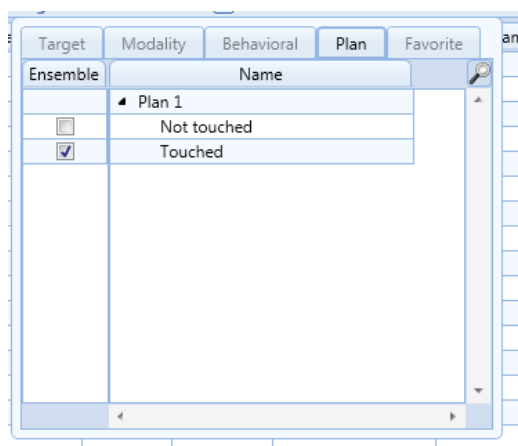 Target Modality Behavioral Plan Favorite
Ensemble Name
Plan 1
Not touched
Touched